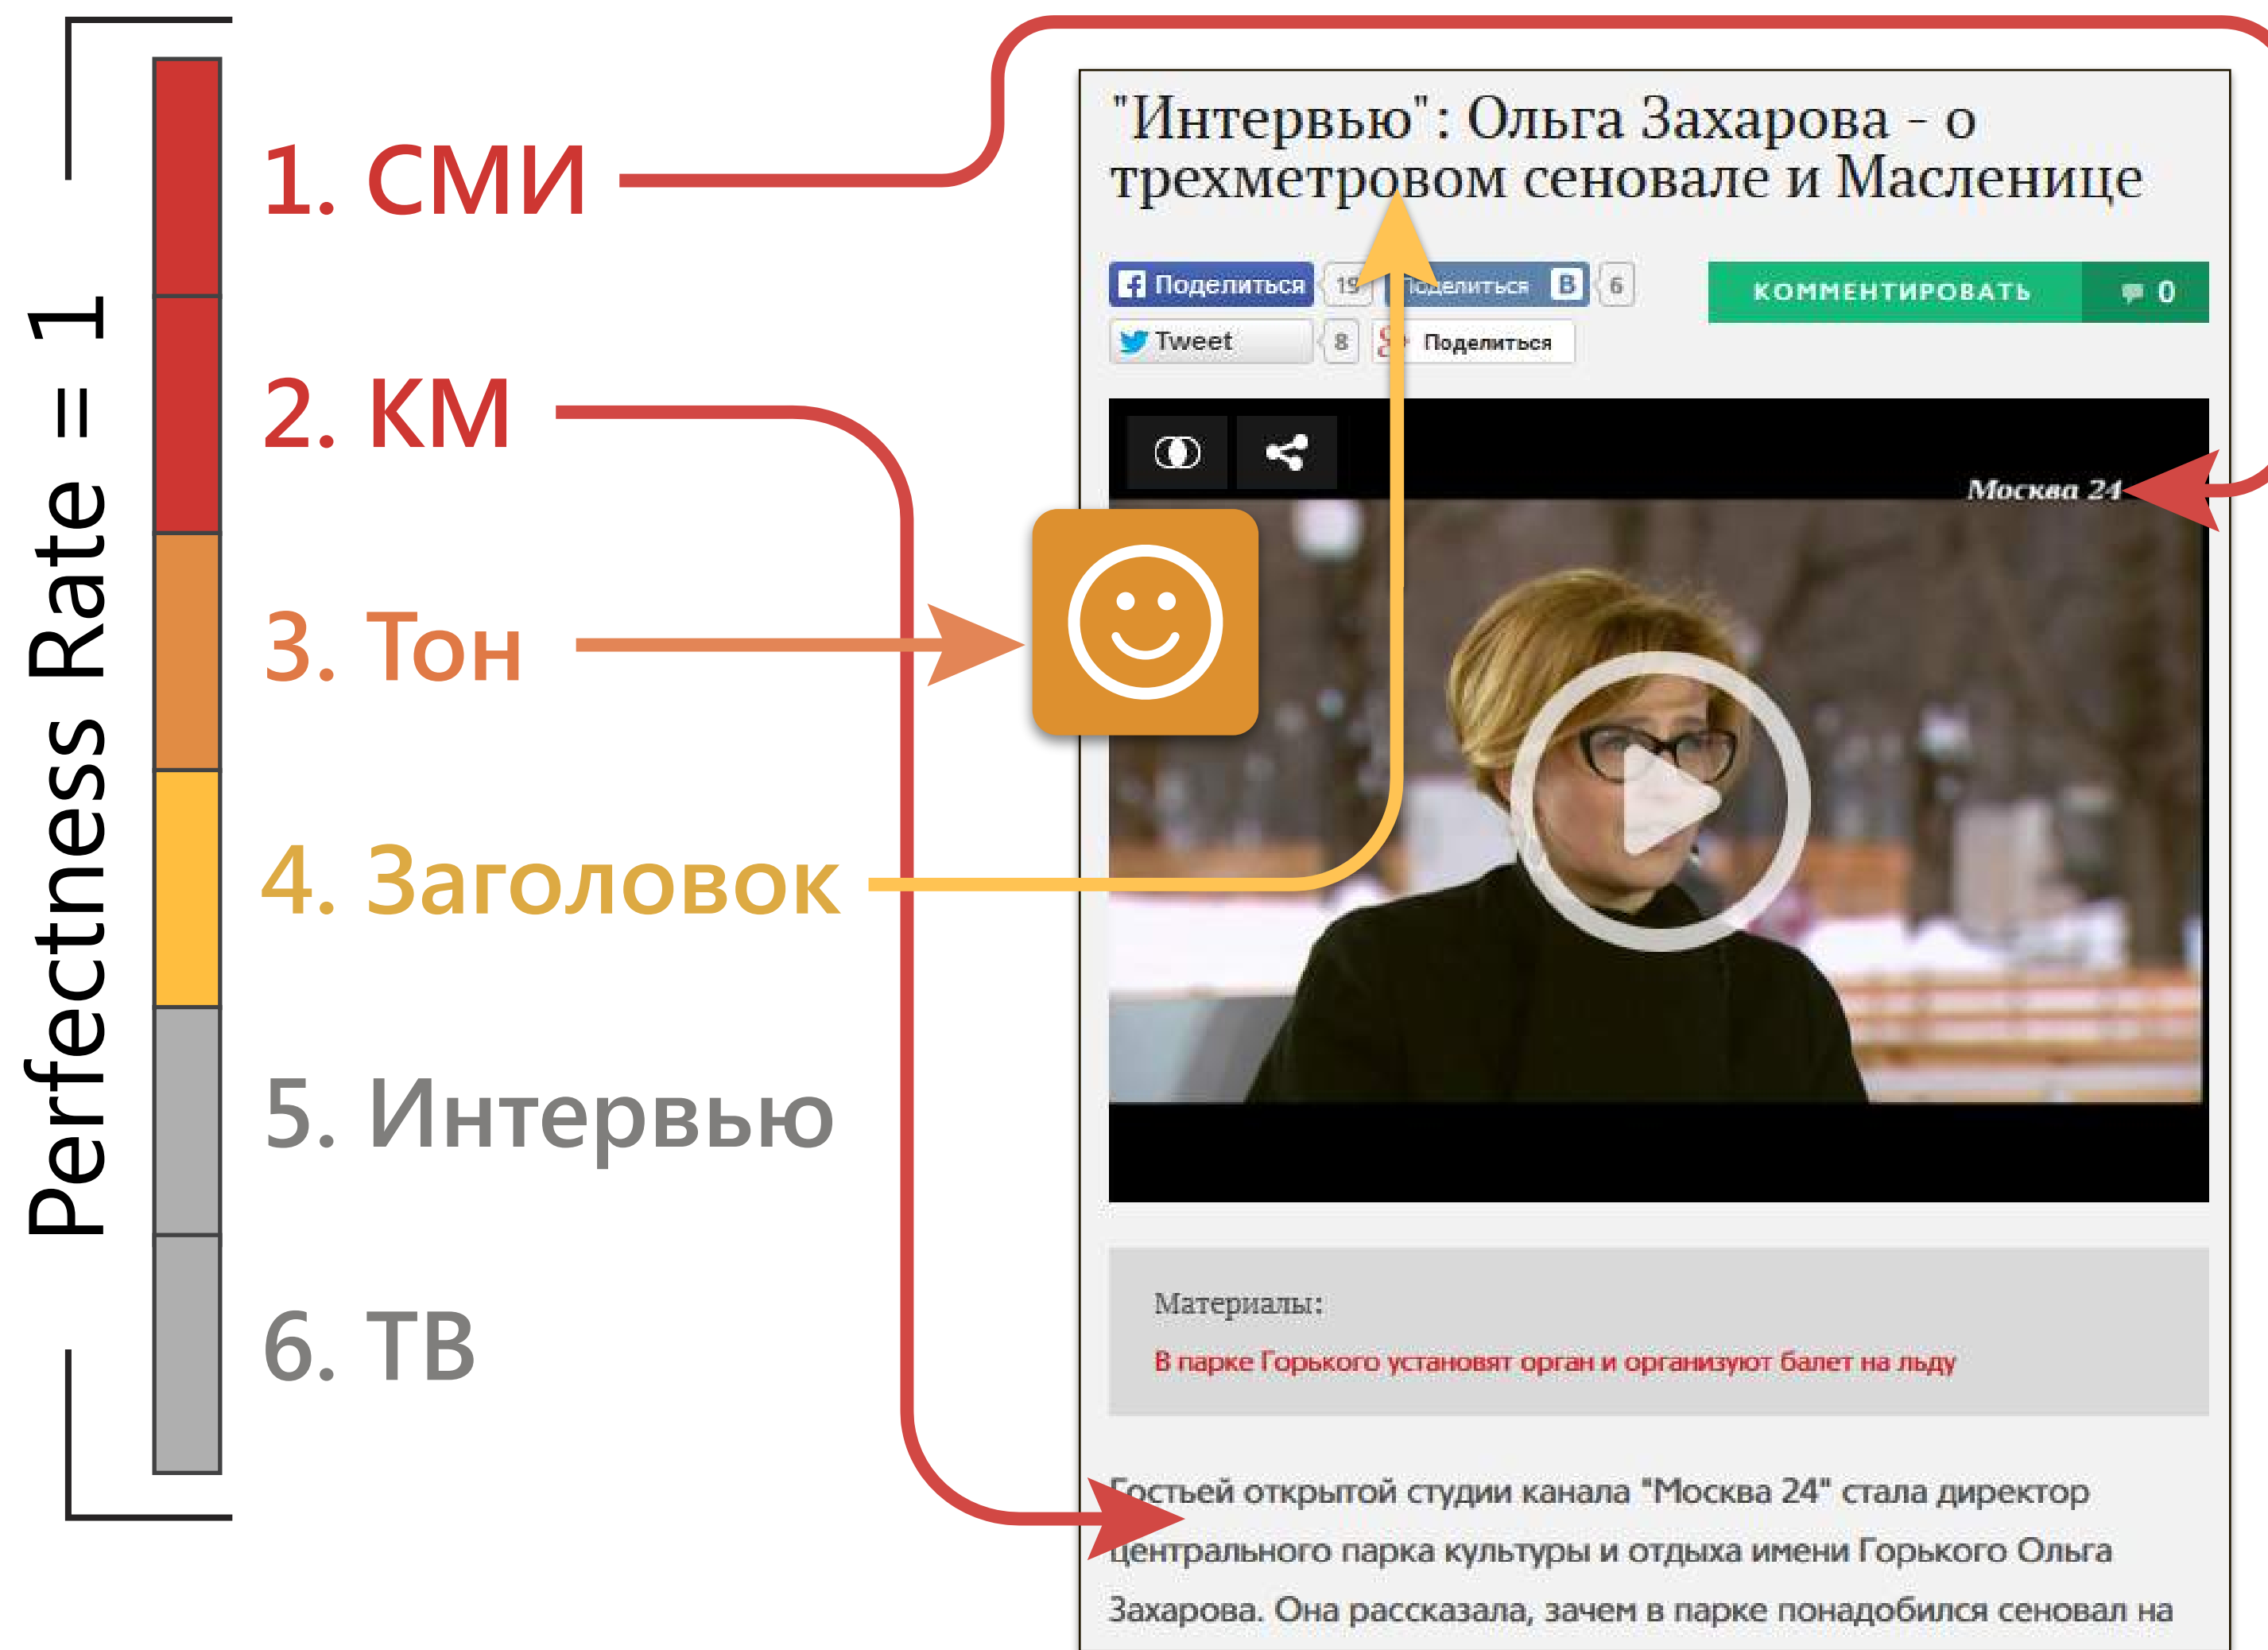 Perfectness Rate = 1
1. СМИ
2. КМ
3. Тон
4. Заголовок
5. Интервью
6. ТВ
"Интервью": Ольга Захарова - о
трехметровом сеновале и Масленице
Поделиться 19 Поделиться В 6
КОММЕНТИРОВАТЬ 0
Tweet 8 Поделиться
Москва 24
Материалы:
В парке Горького установят орган и организуют балет на льду
Гостьей открытой студии канала "Москва 24" стала директор
Центрального парка культуры и отдыха имени Горького Ольга
Захарова. Она рассказала, зачем в парке понадобился сеновал на